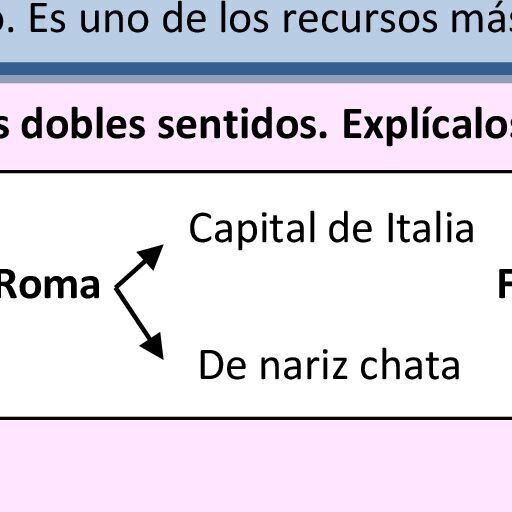 . Es uno de los recursos más
s dobles sentidos. Explícalos
Capital de Italia
Roma
De nariz chata